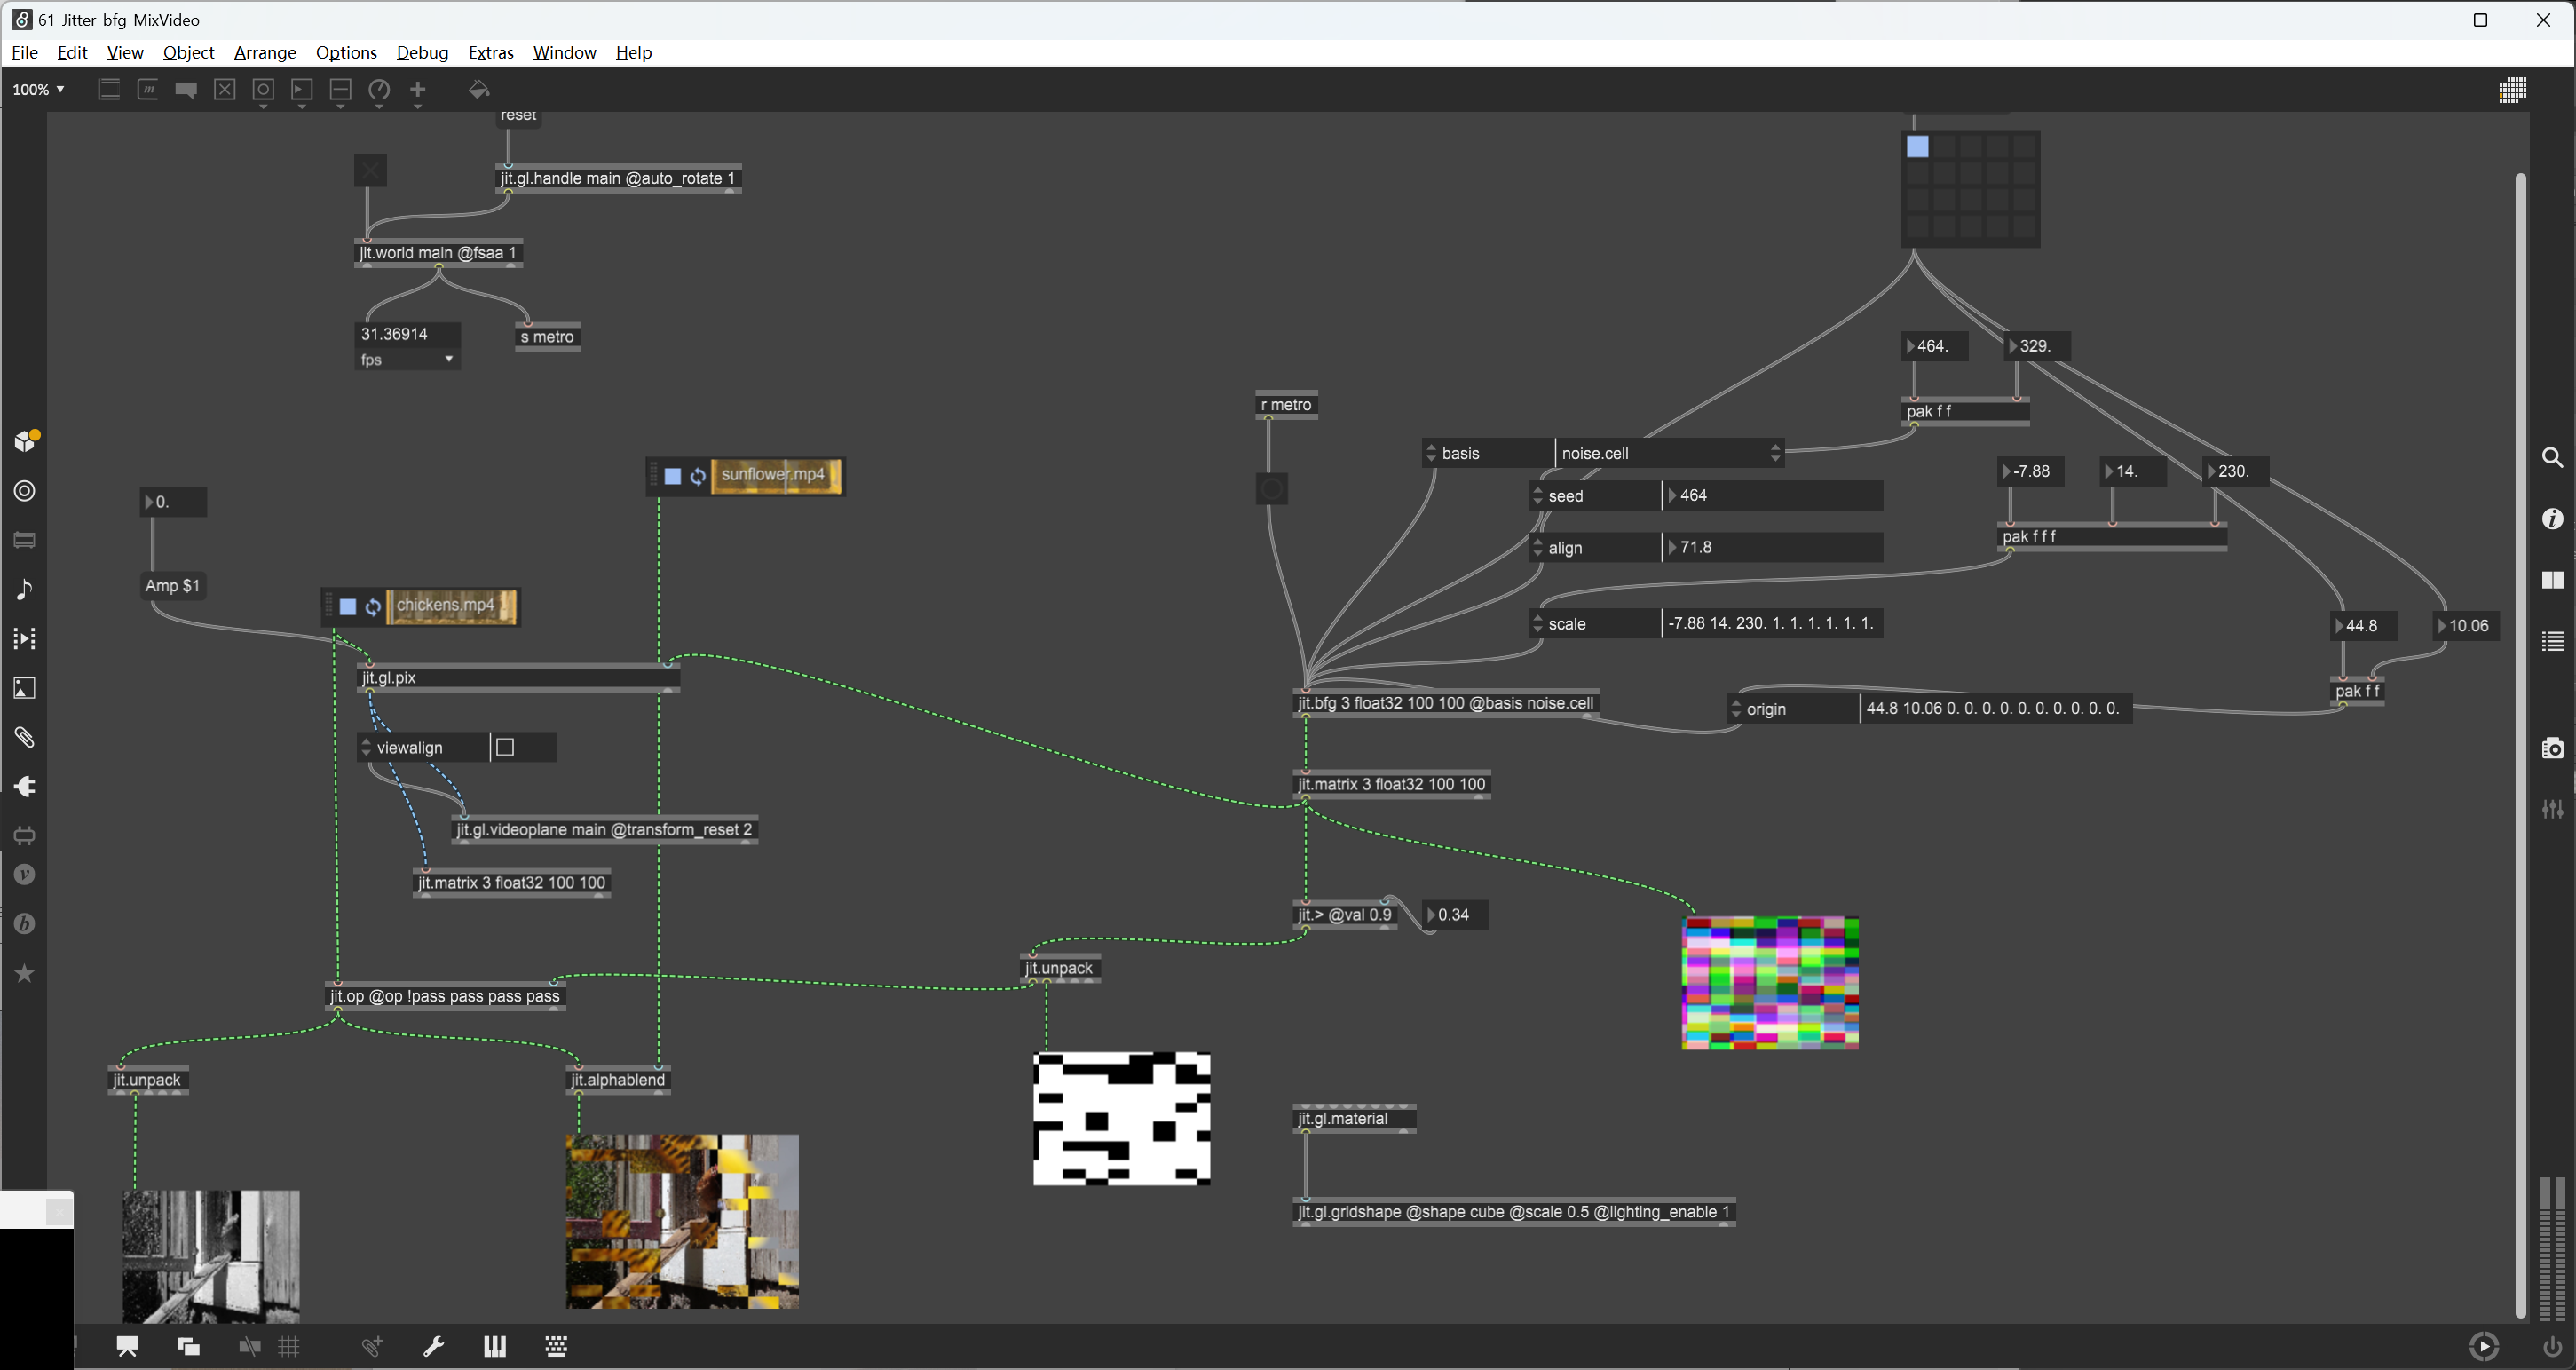 61_Jitter_bfg_MixVideo
File Edit View Object Arrange Options Debug Extras Window Help
100%
reset
jit.gl.handle main @auto_rotate 1
jit.world main @fsaa 1
31.36914
fps
s metro
464.
329.
pak f f
r metro
basis
noise.cell
seed
464
align
71.8
scale
-7.88 14. 230. 1. 1. 1. 1. 1. 1.
-7.88
14.
230.
pak f f f
sunflower.mp4
0.
Amp $1
chickens.mp4
jit.gl.pix
44.8
10.06
pak f f
jit.bfg 3 float32 100 100 @basis noise.cell
origin
44.8 10.06 0. 0. 0. 0. 0. 0. 0. 0. 0. 0.
viewalign
jit.matrix 3 float32 100 100
jit.gl.videoplane main @transform_reset 2
jit.matrix 3 float32 100 100
jit.> @val 0.9
0.34
jit.unpack
jit.op @op !pass pass pass pass
jit.unpack
jit.alphablend
jit.gl.material
jit.gl.gridshape @shape cube @scale 0.5 @lighting_enable 1